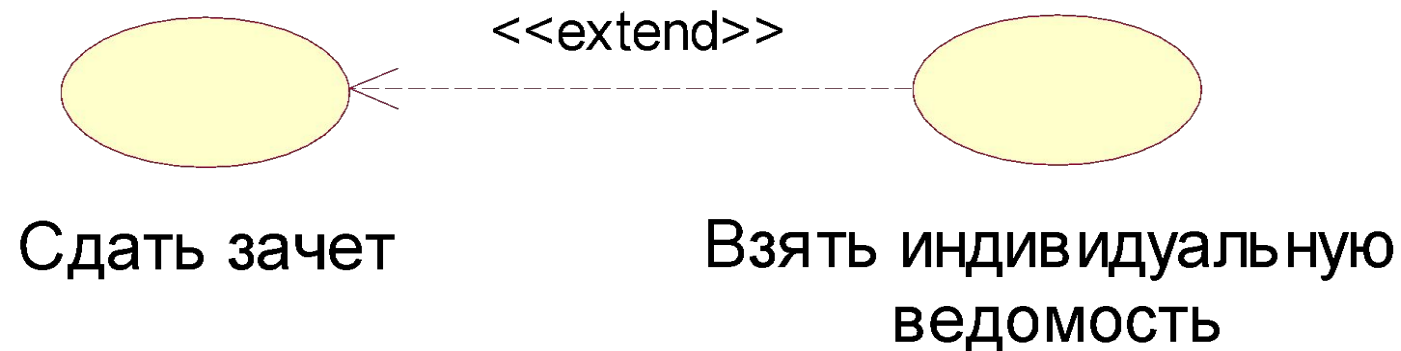 <<extend>>
Сдать зачет
Взять индивидуальную
ведомость